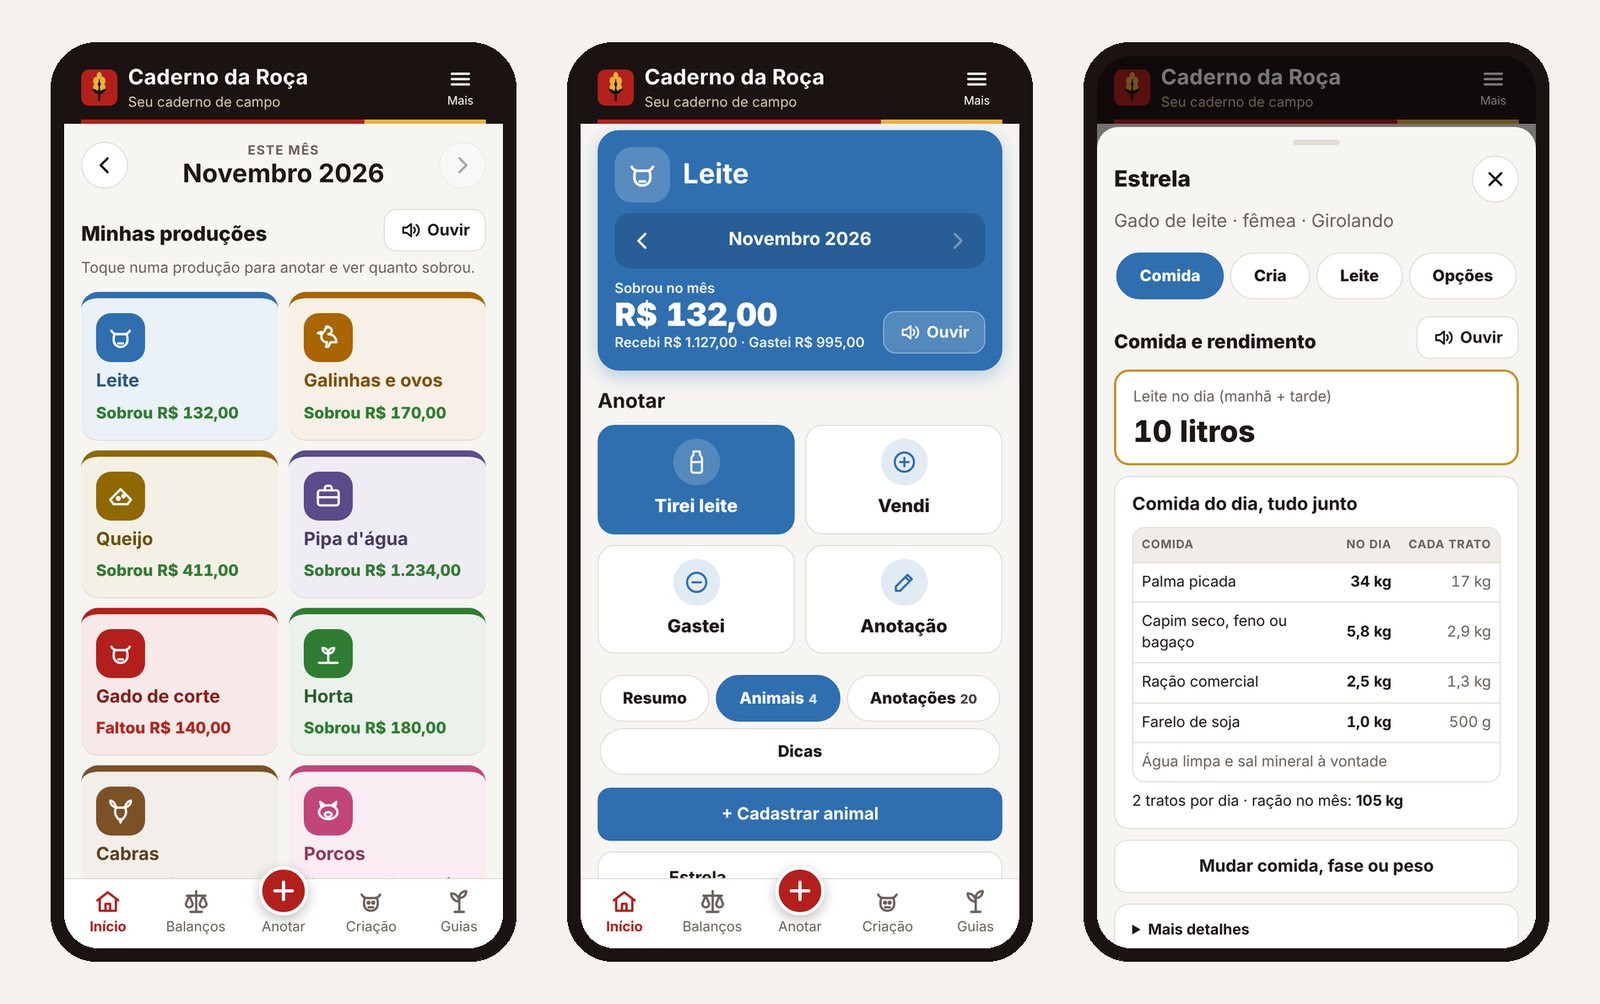 Caderno da Roça
Seu caderno de campo
Mais
ESTE MÊS
Novembro 2026
Minhas produções
Ouvir
Toque numa produção para anotar e ver quanto sobrou.
Leite
Sobrou R$ 132,00
Galinhas e ovos
Sobrou R$ 170,00
Queijo
Sobrou R$ 411,00
Pipa d'água
Sobrou R$ 1.234,00
Gado de corte
Faltou R$ 140,00
Horta
Sobrou R$ 180,00
Cabras
Porcos
Início
Balanços
Anotar
Criação
Guias
Caderno da Roça
Seu caderno de campo
Mais
Leite
Novembro 2026
Sobrou no mês
R$ 132,00
Recebi R$ 1.127,00 · Gastei R$ 995,00
Ouvir
Anotar
Tirei leite
Vendi
Gastei
Anotação
Resumo
Animais 4
Anotações 20
Dicas
+ Cadastrar animal
Estrela
Início
Balanços
Anotar
Criação
Guias
Caderno da Roça
Seu caderno de campo
Mais
Estrela
Gado de leite · fêmea · Girolando
Comida
Cria
Leite
Opções
Comida e rendimento
Ouvir
Leite no dia (manhã + tarde)
10 litros
Comida do dia, tudo junto
COMIDA NO DIA CADA TRATO
Palma picada 34 kg 17 kg
Capim seco, feno ou
bagaço 5,8 kg 2,9 kg
Ração comercial 2,5 kg 1,3 kg
Farelo de soja 1,0 kg 500 g
Água limpa e sal mineral à vontade
2 tratos por dia · ração no mês: 105 kg
Mudar comida, fase ou peso
Mais detalhes